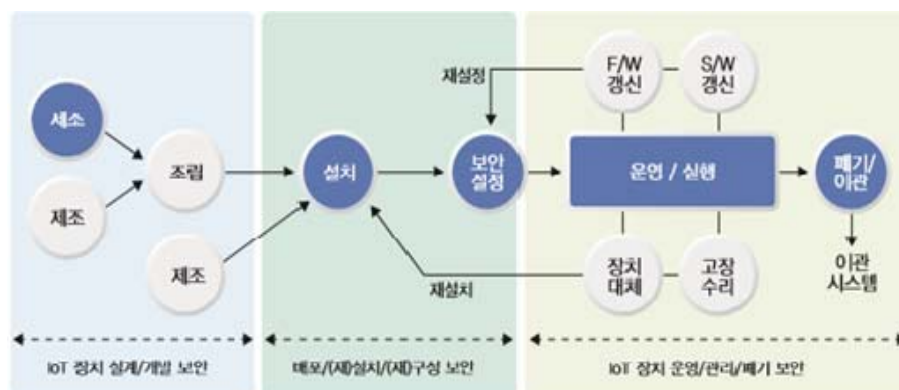 재설정
F/W
갱신
S/W
갱신
세소
조립
설치
보안
설정
운영 / 실행
폐기/
이관
제조
제조
재설치
장치
대체
고장
수리
이관
시스템
IoT 장치 설계/개발 보안
배포/(재)설치/(재)구성 보안
IoT 장치 운영/관리/폐기 보안